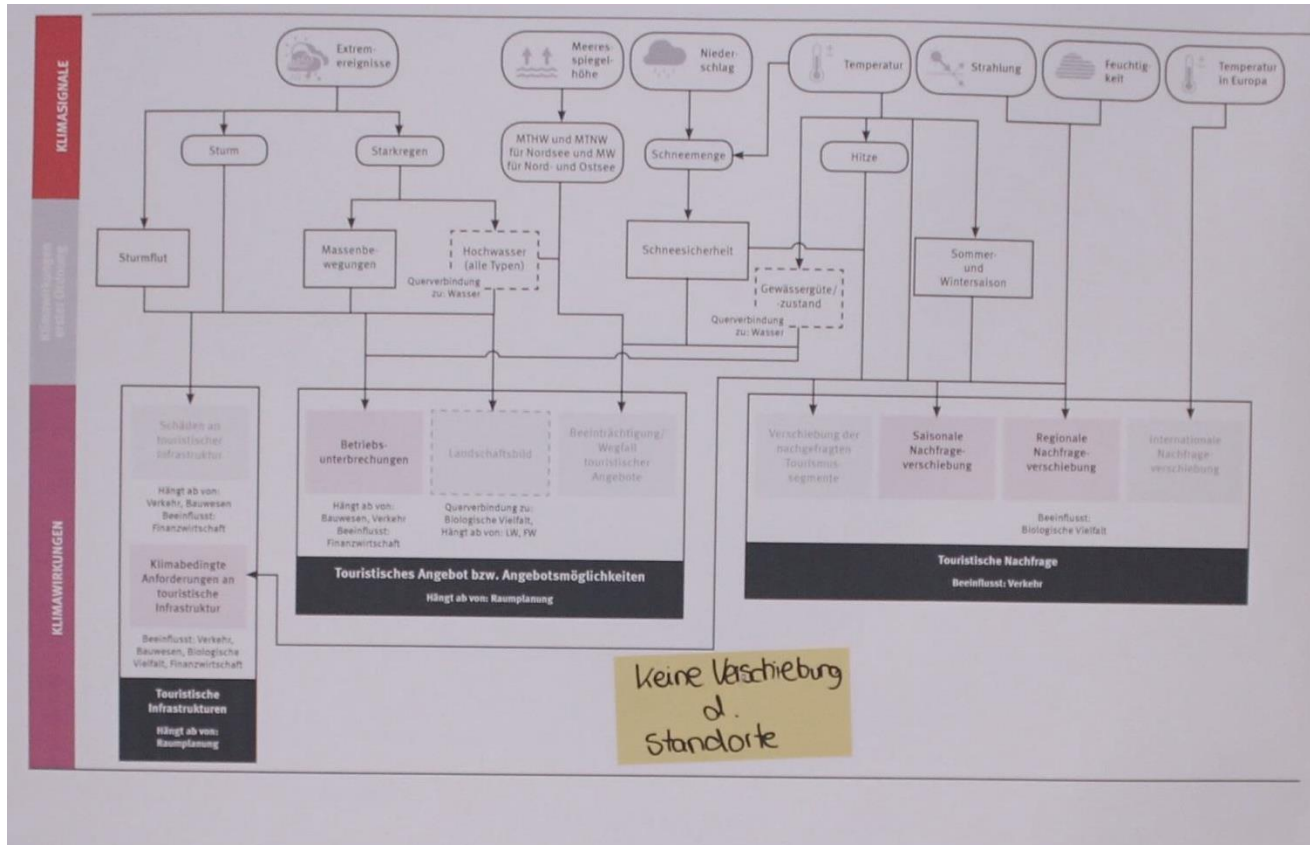 KLIMASIGNALE
Extrem-
ereignisse
Meeres-
spiegel-
höhe
Nieder-
schlag
Temperatur
Strahlung
Feuchtig-
keit
Temperatur
in Europa
Sturm
Starkregen
MTHW und MTNW
für Nordsee und MW
für Nord- und Ostsee
Schneemenge
Hitze
Klimawirkungen
Sturmflut
Massenbe-
wegungen
Hochwasser
(alle Typen)
Querverbindung
zu: Wasser
Schneesicherheit
Gewässergüte/
-zustand
Querverbindung
zu: Wasser
Sommer-
und
Wintersaison
KLIMAWIRKUNGEN
Schäden an
touristischer
Infrastruktur
Hängt ab von:
Verkehr, Bauwesen
Beeinflusst:
Finanzwirtschaft
Klimabedingte
Anforderungen an
touristische
Infrastruktur
Beeinflusst: Verkehr,
Bauwesen, Biologische
Vielfalt, Finanzwirtschaft
Touristische
Infrastrukturen
Hängt ab von:
Raumplanung
Betriebs-
unterbrechungen
Hängt ab von:
Bauwesen, Verkehr
Beeinflusst:
Finanzwirtschaft
Landschaftsbild
Querverbindung zu:
Biologische Vielfalt,
Hängt ab von: LW, FW
Beeinträchtigung/
Wegfall
touristischer
Angebote
Touristisches Angebot bzw. Angebotsmöglichkeiten
Hängt ab von: Raumplanung
Verschiebung der
nachgefragten
Tourismus-
segmente
Saisonale
Nachfrage-
verschiebung
Regionale
Nachfrage-
verschiebung
Beeinflusst:
Biologische Vielfalt
Internationale
Nachfrage-
verschiebung
Touristische Nachfrage
Beeinflusst: Verkehr
Keine Verschiebung
d.
Standorte